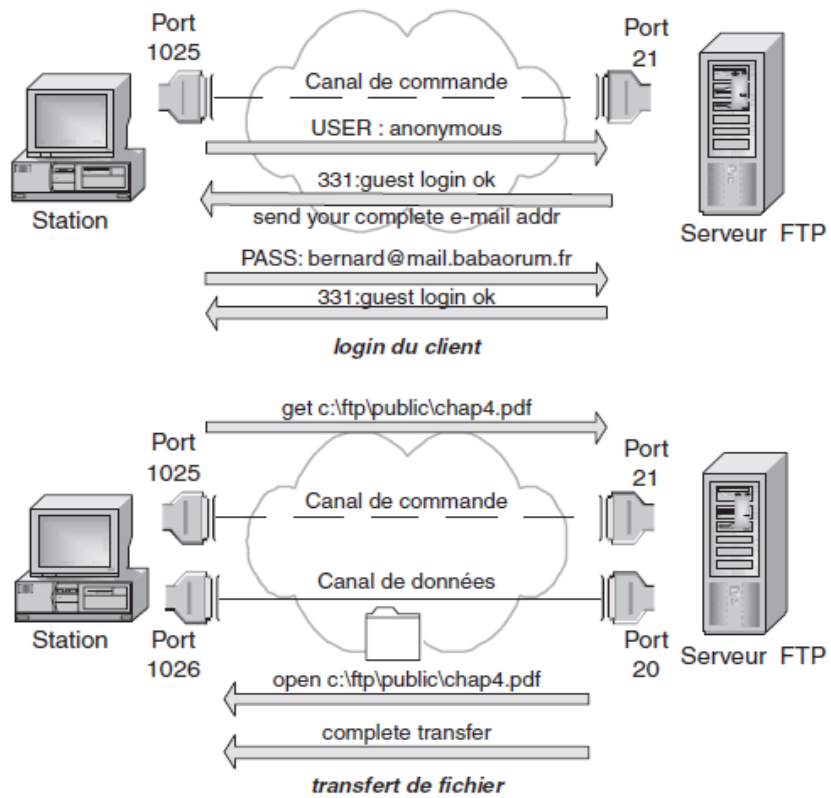 Port
1025
Port
21
Canal de commande
USER : anonymous
331:guest login ok
send your complete e-mail addr
Station
Serveur FTP
PASS: bernard@mail.babaorum.fr
331:guest login ok
login du client
get c:\ftp\public\chap4.pdf
Port
1025
Port
21
Canal de commande
Canal de données
Station
Port
1026
Port
20
Serveur FTP
open c:\ftp\public\chap4.pdf
complete transfer
transfert de fichier